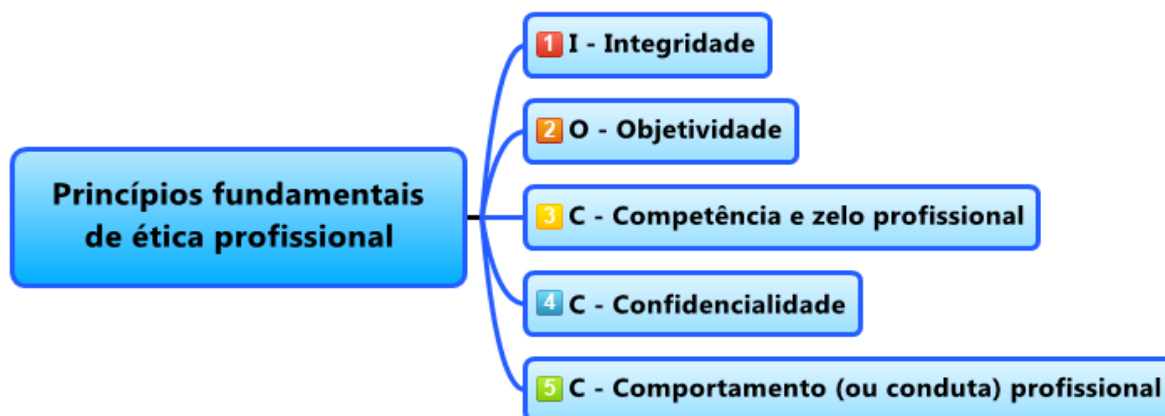 Princípios fundamentais
de ética profissional
1 I - Integridade
2 O - Objetividade
3 C - Competência e zelo profissional
4 C - Confidencialidade
5 C - Comportamento (ou conduta) profissional